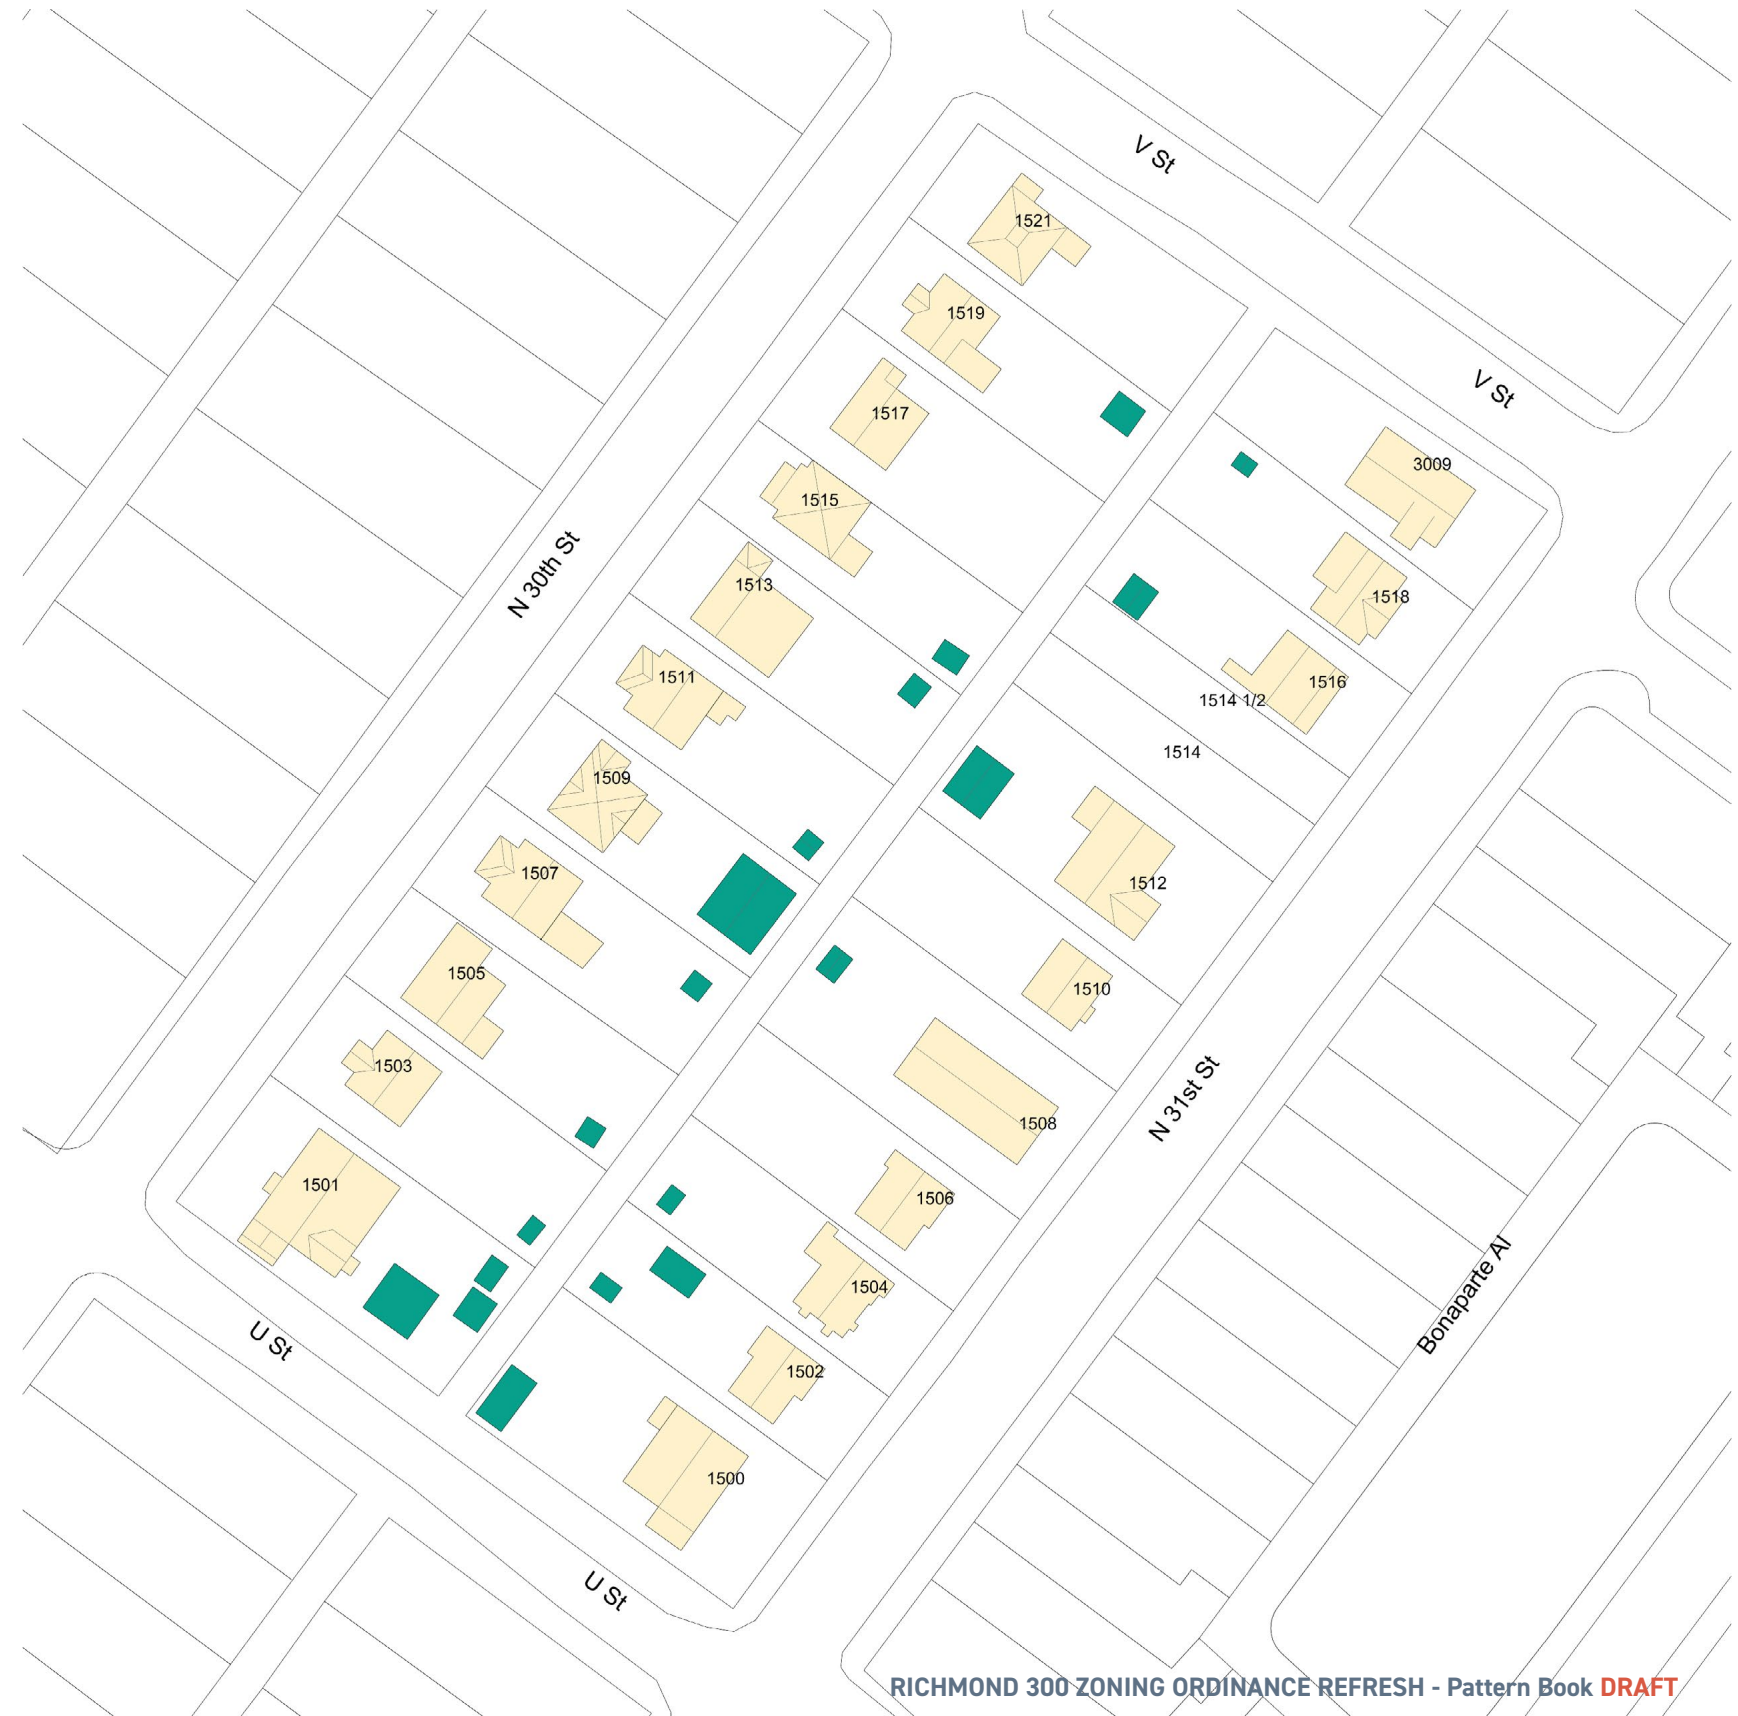 V St
1521
1519
V St
1517
3009
1515
N 30th St
1513
1518
1511
1516
1514 1/2
1514
1509
1507
1512
1505
1510
1503
N 31st St
1508
1501
1506
Bonaparte Al
1504
U St
1502
1500
U St
RICHMOND 300 ZONING ORDINANCE REFRESH - Pattern Book DRAFT